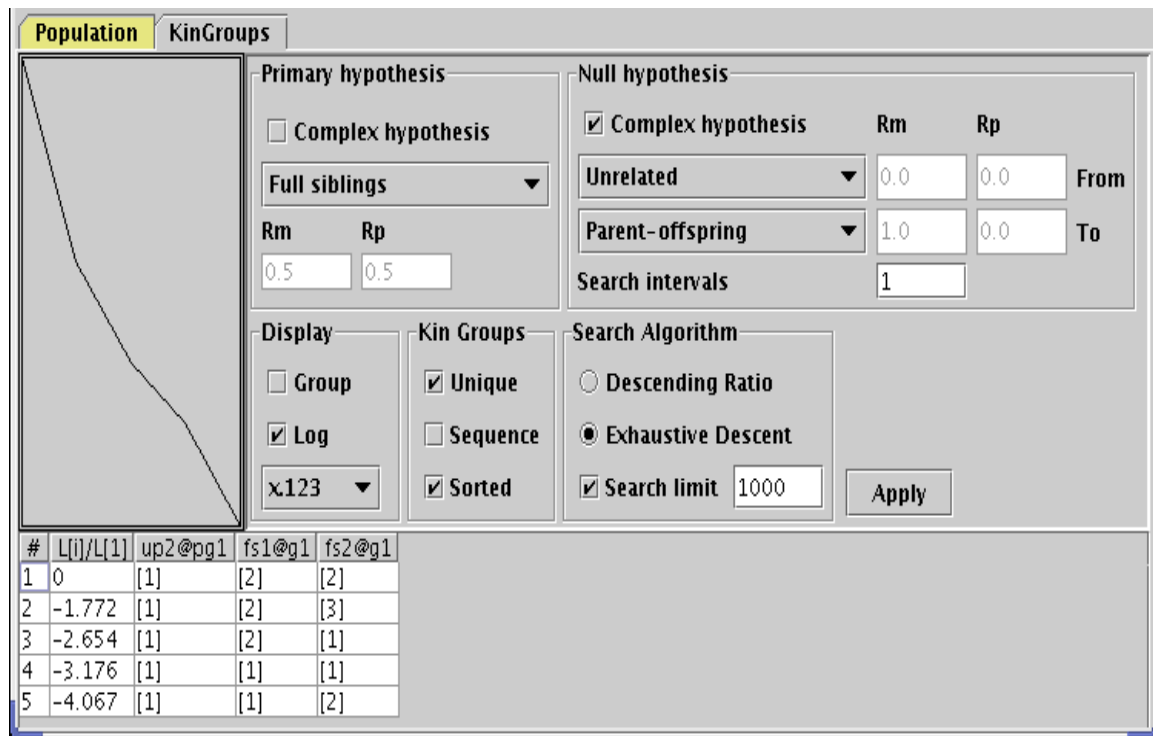 Population KinGroups
Primary hypothesis
Complex hypothesis
Full siblings
Rm Rp
0.5 0.5
Null hypothesis
Complex hypothesis Rm Rp
Unrelated 0.0 0.0 From
Parent-offspring 1.0 0.0 To
Search intervals 1
Display
Group
Log
x.123
Kin Groups
Unique
Sequence
Sorted
Search Algorithm
Descending Ratio
Exhaustive Descent
Search limit 1000
Apply
# L[i]/L[1] up2@pg1 fs1@g1 fs2@g1
1 0 [1] [2] [2]
2 -1.772 [1] [2] [3]
3 -2.654 [1] [2] [1]
4 -3.176 [1] [1] [1]
5 -4.067 [1] [1] [2]